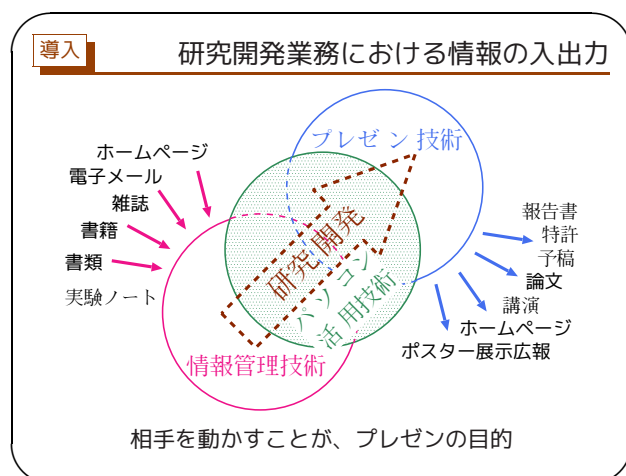 導入
研究開発業務における情報の入出力
プレゼン技術
ホームページ
電子メール
雑誌
書籍
書類
実験ノート
研究開発
パソコン
活用技術
情報管理技術
報告書
特許
予稿
論文
講演
ホームページ
ポスター展示広報
相手を動かすことが、プレゼンの目的